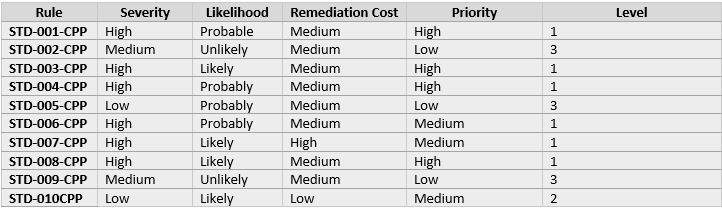 Rule Severity Likelihood Remediation Cost Priority Level
STD-001-CPP High Probable Medium High 1
STD-002-CPP Medium Unlikely Medium Low 3
STD-003-CPP High Likely Medium High 1
STD-004-CPP High Probably Medium High 1
STD-005-CPP Low Probably Medium Low 3
STD-006-CPP High Probably Medium Medium 1
STD-007-CPP High Likely High Medium 1
STD-008-CPP High Likely Medium High 1
STD-009-CPP Medium Unlikely Medium Low 3
STD-010CPP Low Likely Low Medium 2